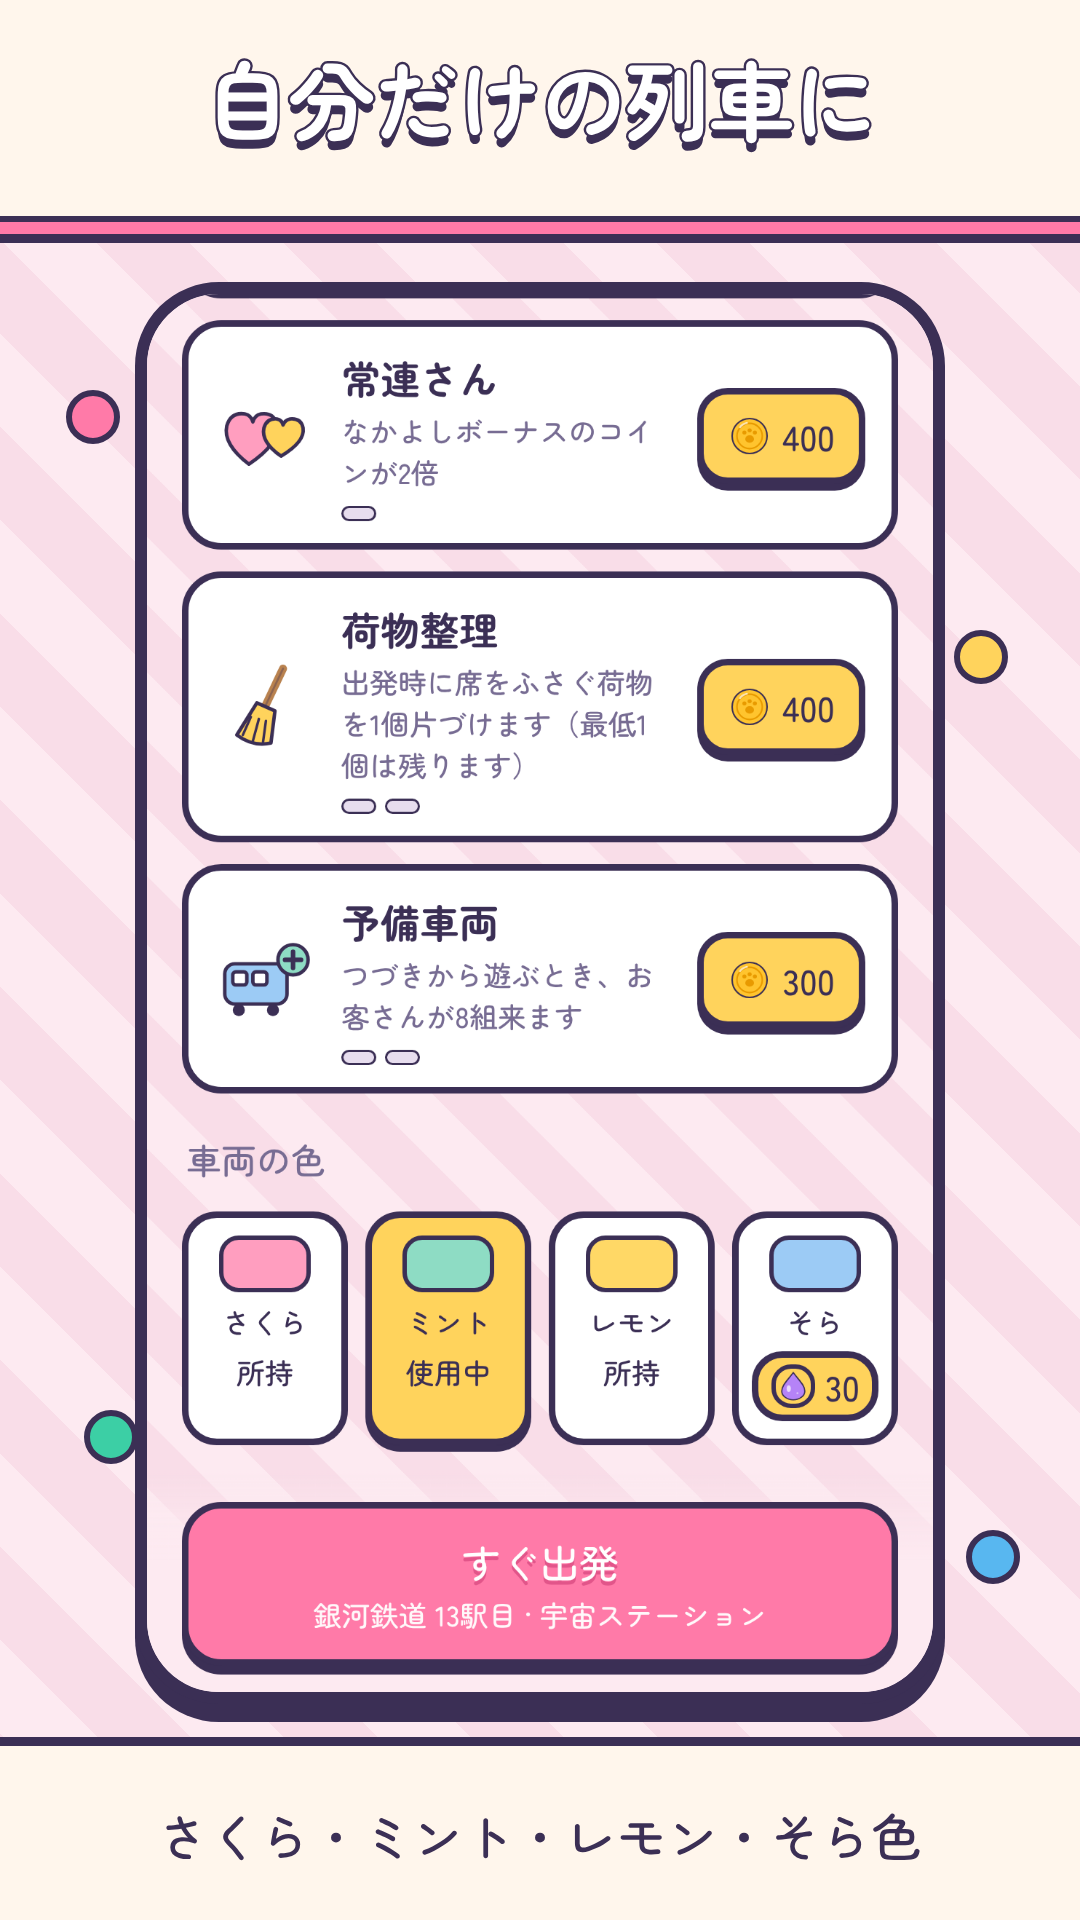 自分だけの列車に
常連さん
なかよしボーナスのコイ
ンが2倍
400
荷物整理
出発時に席をふさぐ荷物
を1個片づけます（最低1
個は残ります）
400
予備車両
つづきから遊ぶとき、お
客さんが8組来ます
300
車両の色
さくら
所持
ミント
使用中
レモン
所持
そら
30
すぐ出発
銀河鉄道 13駅目·宇宙ステーション
さくら・ミント・レモン・そら色